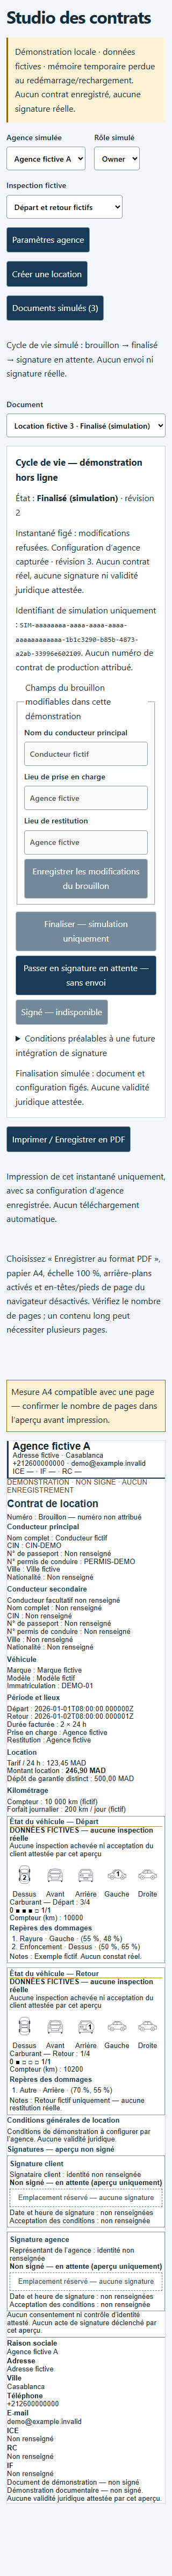 Studio des contrats
Démonstration locale · données
fictives · mémoire temporaire perdue
au redémarrage/rechargement.
Aucun contrat enregistré, aucune
signature réelle.
Agence simulée
Rôle simulé
Agence fictive A
Owner
Inspection fictive
Départ et retour fictifs
Paramètres agence
Créer une location
Documents simulés (3)
Cycle de vie simulé : brouillon → finalisé
→ signature en attente. Aucun envoi ni
signature réelle.
Document
Location fictive 3 · Finalisé (simulation)
Cycle de vie — démonstration
hors ligne
État : Finalisé (simulation) · révision
2
Instantané figé : modifications
refusées. Configuration d'agence
capturée · révision 3. Aucun contrat
réel, aucune signature ni validité
juridique attestée.
Identifiant de simulation uniquement
: SIM-aaaaaaaa-aaaa-aaaa-aaaa-
aaaaaaaaaaaa-1b1c3290-b85b-4873-
a2ab-33996e602109. Aucun numéro de
contrat de production attribué.
Champs du brouillon
modifiables dans cette
démonstration
Nom du conducteur principal
Conducteur fictif
Lieu de prise en charge
Agence fictive
Lieu de restitution
Agence fictive
Enregistrer les modifications
du brouillon
Finaliser — simulation
uniquement
Passer en signature en attente —
sans envoi
Signé — indisponible
▶ Conditions préalables à une future
intégration de signature
Finalisation simulée : document et
configuration figés. Aucune validité
juridique attestée.
Imprimer / Enregistrer en PDF
Impression de cet instantané uniquement,
avec sa configuration d'agence
enregistrée. Aucun téléchargement
automatique.
Choisissez « Enregistrer au format PDF »,
papier A4, échelle 100 %, arrière-plans
activés et en-têtes/pieds de page du
navigateur désactivés. Vérifiez le nombre
de pages ; un contenu long peut
nécessiter plusieurs pages.
Mesure A4 compatible avec une page
— confirmer le nombre de pages dans
l'aperçu avant impression.
Agence fictive A
Adresse fictive · Casablanca
+212600000000 · demo@example.invalid
ICE — · IF — · RC —
DÉMONSTRATION · NON SIGNÉ · AUCUN
ENREGISTREMENT
Contrat de location
Numéro : Brouillon — numéro non attribué
Conducteur principal
Nom complet : Conducteur fictif
CIN : CIN-DEMO
N° de passeport : Non renseigné
N° permis de conduire : PERMIS-DEMO
Ville : Ville fictive
Nationalité : Non renseigné
Conducteur secondaire
Conducteur facultatif non renseigné
Nom complet : Non renseigné
CIN : Non renseigné
N° de passeport : Non renseigné
N° permis de conduire : Non renseigné
Ville : Non renseigné
Nationalité : Non renseigné
Véhicule
Marque : Marque fictive
Modèle : Modèle fictif
Immatriculation : DEMO-01
Période et lieux
Départ : 2026-01-01T08:00:00.000000Z
Retour : 2026-01-02T08:00:00.000001Z
Durée facturée : 2 × 24 h
Prise en charge : Agence fictive
Restitution : Agence fictive
Location
Tarif / 24 h : 123,45 MAD
Montant location : 246,90 MAD
Dépôt de garantie distinct : 500,00 MAD
Kilométrage
Compteur : 10 000 km (fictif)
Forfait journalier : 200 km / jour (fictif)
État du véhicule — Départ
DONNÉES FICTIVES — aucune inspection
réelle
Aucune inspection achevée ni acceptation du
client attestée par cet aperçu
2
1
Dessus Avant Arrière Gauche Droite
Carburant — Départ : 3/4
0 ■ ■ ■ □ 1/1
Compteur (km) : 10000
Repères des dommages
1. Rayure · Gauche · (55 %, 48 %)
2. Enfoncement · Dessus · (50 %, 65 %)
Notes : Exemple fictif. Aucun constat réel.
État du véhicule — Retour
DONNÉES FICTIVES — aucune inspection
réelle
Aucune inspection achevée ni acceptation du
client attestée par cet aperçu
1
Dessus Avant Arrière Gauche Droite
Carburant — Retour : 1/4
0 ■ □ □ □ 1/1
Compteur (km) : 10200
Repères des dommages
1. Autre · Arrière · (70 %, 55 %)
Notes : Retour fictif uniquement — aucune
restitution réelle.
Conditions générales de location
Conditions de démonstration à configurer par
l'agence. Aucune validité juridique.
Signatures — aperçu non signé
Signature client
Signataire client : identité non renseignée
Non signé — en attente (aperçu uniquement)
Emplacement réservé — aucune signature
Date et heure de signature : non renseignées
Acceptation des conditions : non renseignée
Signature agence
Représentant de l'agence : identité non
renseignée
Non signé — en attente (aperçu uniquement)
Emplacement réservé — aucune signature
Date et heure de signature : non renseignées
Acceptation des conditions : non renseignée
Aucun consentement ni contrôle d'identité
attesté. Aucun acte de signature déclenché par
cet aperçu.
Raison sociale
Agence fictive A
Adresse
Adresse fictive
Ville
Casablanca
Téléphone
+212600000000
E-mail
demo@example.invalid
ICE
Non renseigné
RC
Non renseigné
IF
Non renseigné
Document de démonstration — non signé
Démonstration documentaire — non signé.
Aucune validité juridique attestée par cet aperçu.